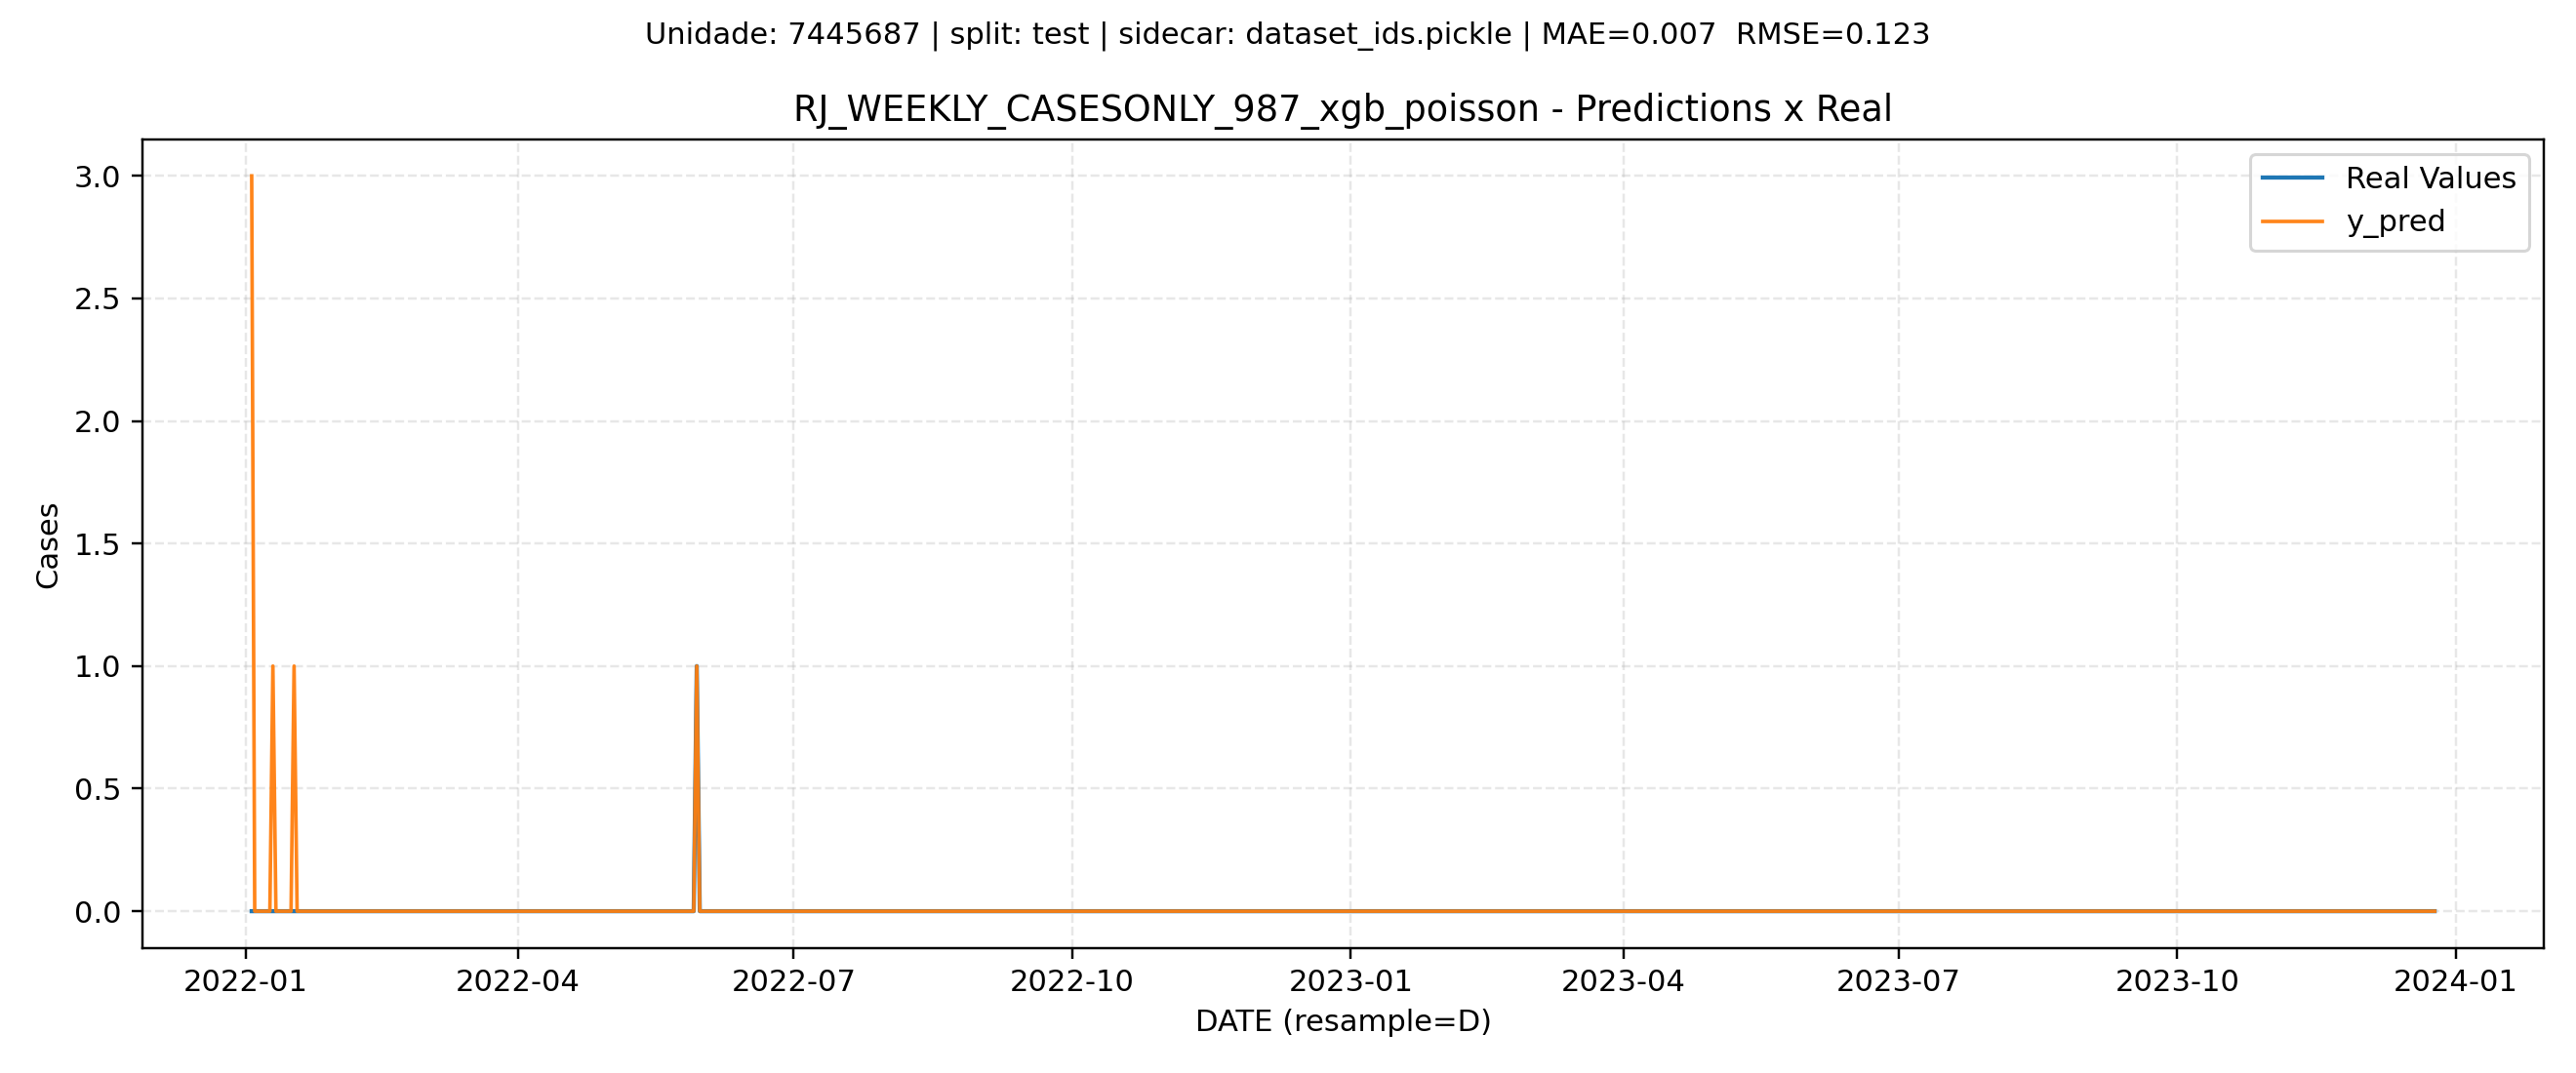 Unidade: 7445687 | split: test | sidecar: dataset_ids.pickle | MAE=0.007  RMSE=0.123
RJ_WEEKLY_CASESONLY_987_xgb_poisson - Predictions x Real
Real Values
y_pred
Cases
3.0
2.5
2.0
1.5
1.0
0.5
0.0
2022-01
2022-04
2022-07
2022-10
2023-01
2023-04
2023-07
2023-10
2024-01
DATE (resample=D)